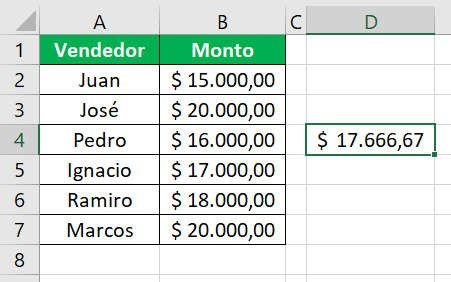 A B C D
1 Vendedor Monto
2 Juan $ 15.000,00
3 José $ 20.000,00
4 Pedro $ 16.000,00 $ 17.666,67
5 Ignacio $ 17.000,00
6 Ramiro $ 18.000,00
7 Marcos $ 20.000,00
8